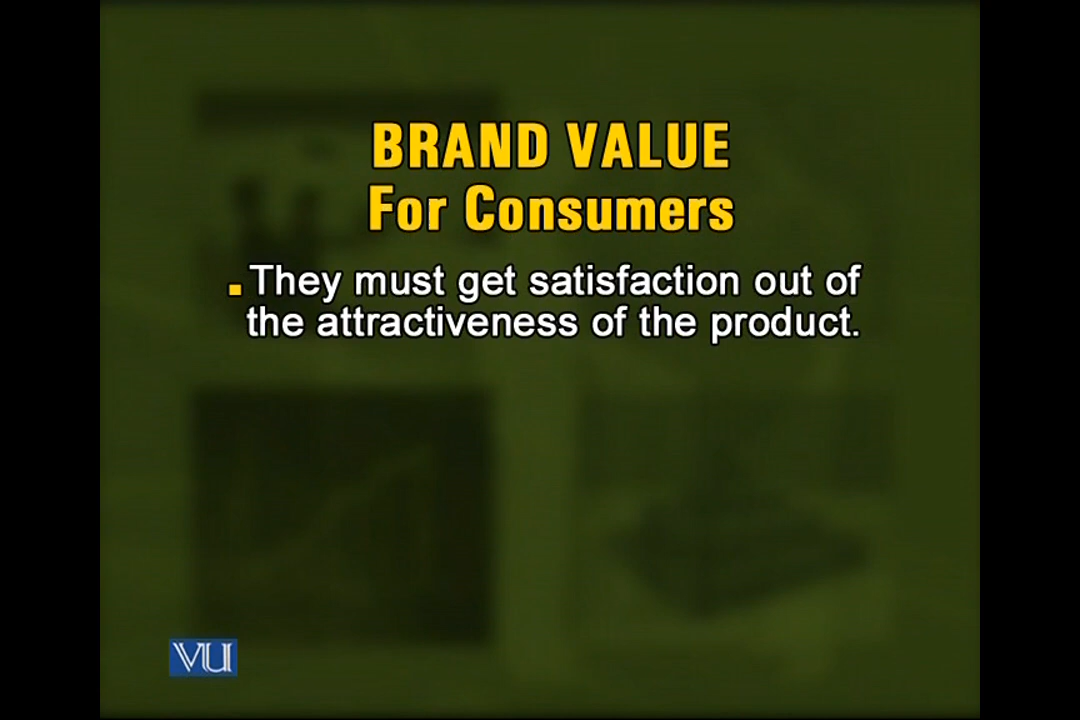 BRAND VALUE
For Consumers
▪They must get satisfaction out of
the attractiveness of the product.
VU